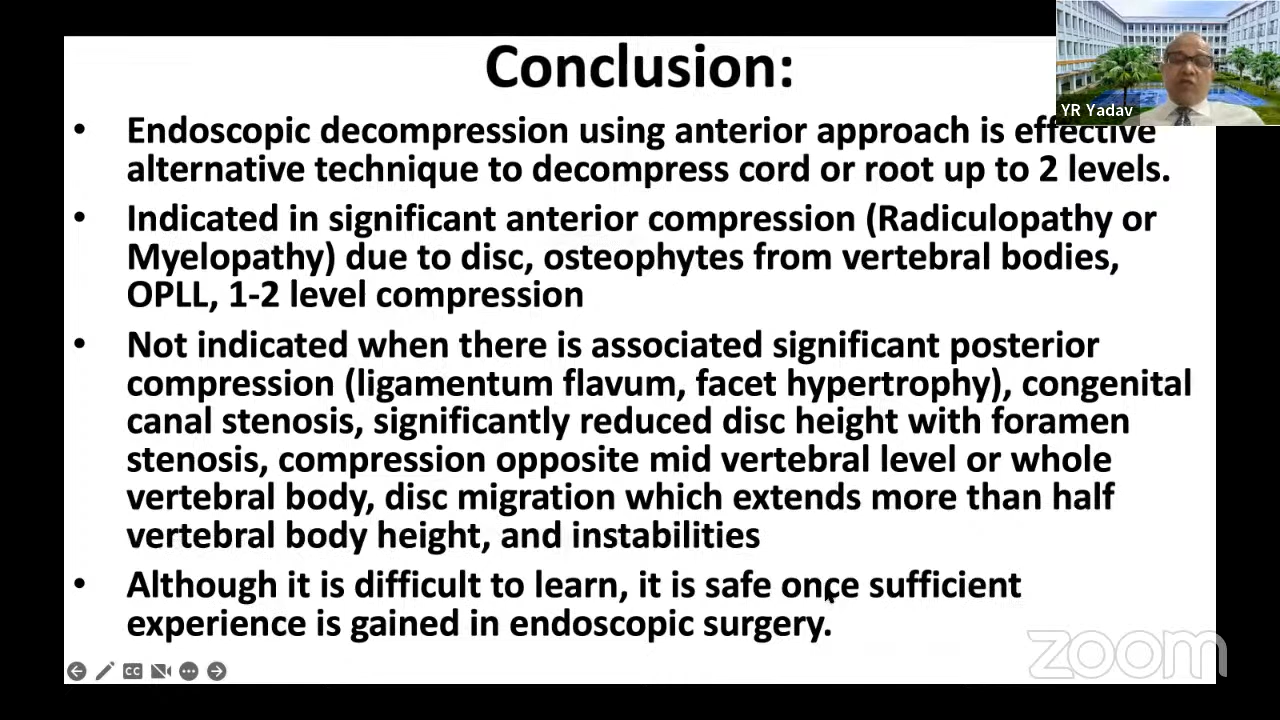 Conclusion:
YR Yadav
• Endoscopic decompression using anterior approach is effective
alternative technique to decompress cord or root up to 2 levels.
• Indicated in significant anterior compression (Radiculopathy or
Myelopathy) due to disc, osteophytes from vertebral bodies,
OPLL, 1-2 level compression
• Not indicated when there is associated significant posterior
compression (ligamentum flavum, facet hypertrophy), congenital
canal stenosis, significantly reduced disc height with foramen
stenosis, compression opposite mid vertebral level or whole
vertebral body, disc migration which extends more than half
vertebral body height, and instabilities
• Although it is difficult to learn, it is safe once sufficient
experience is gained in endoscopic surgery.
CC
zoom